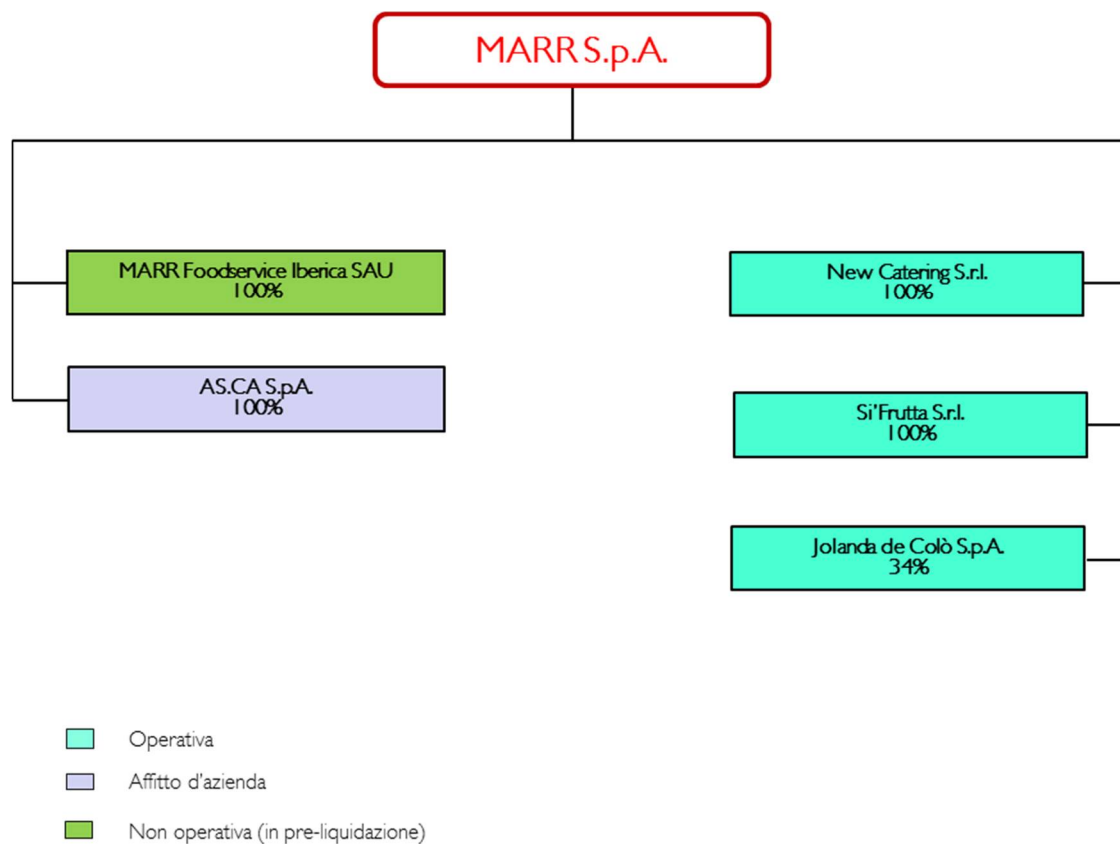 MARR S.p.A.
MARR Foodservice Iberica SAU
100%
AS.CA S.p.A.
100%
New Catering S.r.l.
100%
Si'Frutta S.r.l.
100%
Jolanda de Colò S.p.A.
34%
Operativa
Affitto d'azienda
Non operativa (in pre-liquidazione)